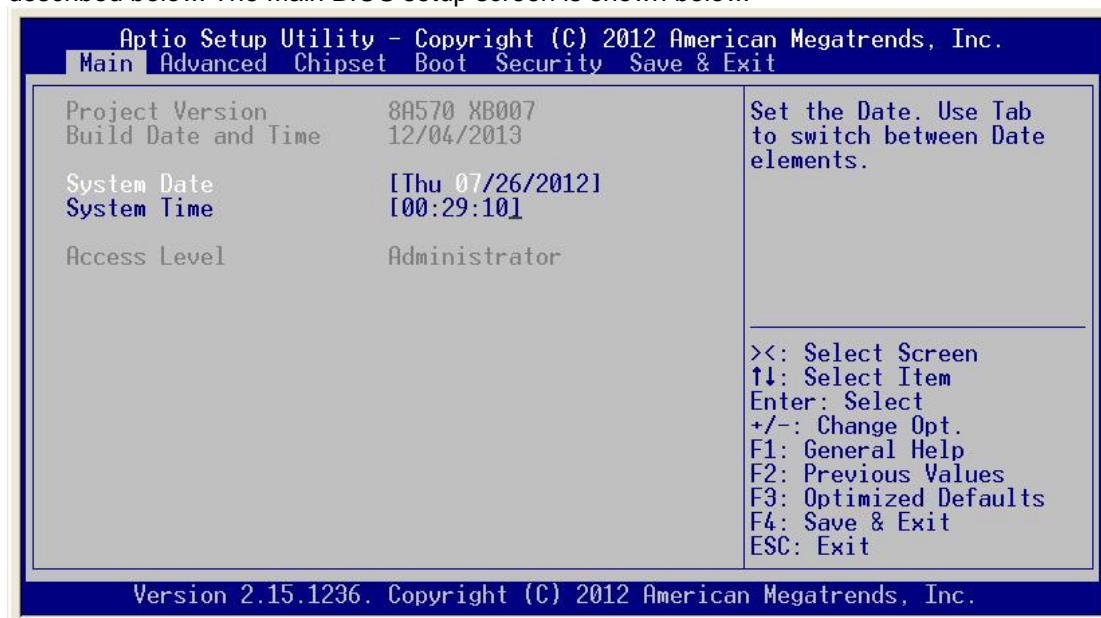 described below. The Main BIOS setup screen is shown below.
Aptio Setup Utility – Copyright (C) 2012 American Megatrends, Inc.
Main Advanced Chipset Boot Security Save & Exit
Project Version 8A570 XB007
Build Date and Time 12/04/2013
System Date [Thu 07/26/2012]
System Time [00:29:10]
Access Level Administrator
Set the Date. Use Tab
to switch between Date
elements.
><: Select Screen
↑↓: Select Item
Enter: Select
+/-: Change Opt.
F1: General Help
F2: Previous Values
F3: Optimized Defaults
F4: Save & Exit
ESC: Exit
Version 2.15.1236. Copyright (C) 2012 American Megatrends, Inc.